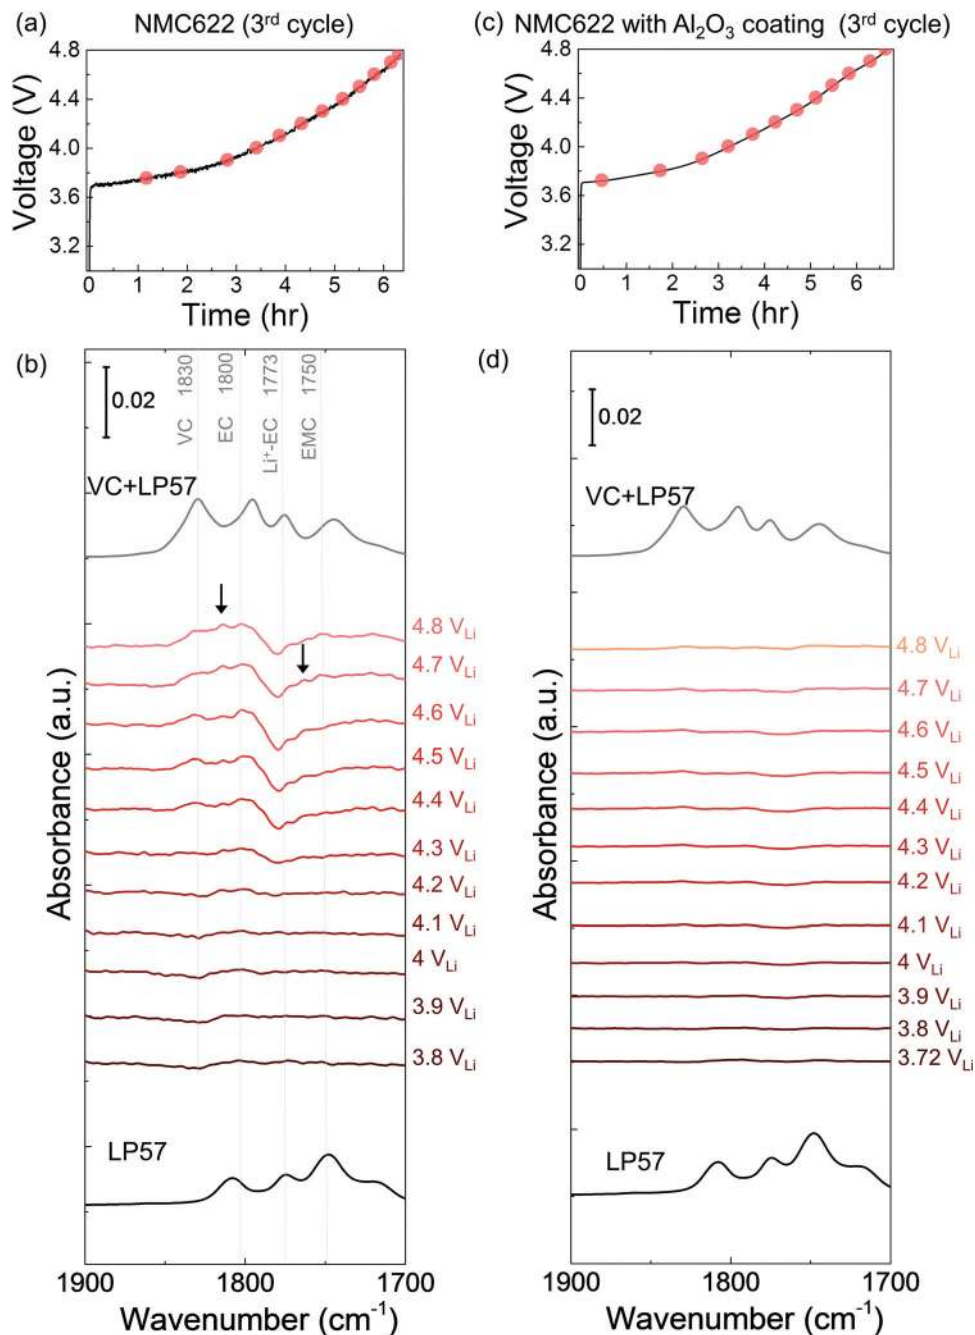 (a) NMC622 (3rd cycle)
4.8
4.4
4.0
3.6
3.2
Voltage (V)
0 1 2 3 4 5 6
Time (hr)
(c) NMC622 with Al2O3 coating (3rd cycle)
4.8
4.4
4.0
3.6
3.2
Voltage (V)
0 1 2 3 4 5 6
Time (hr)
(b)
0.02
VC 1830
EC 1800
Li+-EC 1773
EMC 1750
VC+LP57
4.8 VLi
4.7 VLi
4.6 VLi
4.5 VLi
4.4 VLi
4.3 VLi
4.2 VLi
4.1 VLi
4 VLi
3.9 VLi
3.8 VLi
LP57
Absorbance (a.u.)
1900 1800 1700
Wavenumber (cm-1)
(d)
0.02
VC+LP57
4.8 VLi
4.7 VLi
4.6 VLi
4.5 VLi
4.4 VLi
4.3 VLi
4.2 VLi
4.1 VLi
4 VLi
3.9 VLi
3.8 VLi
3.72 VLi
LP57
Absorbance (a.u.)
1900 1800 1700
Wavenumber (cm-1)